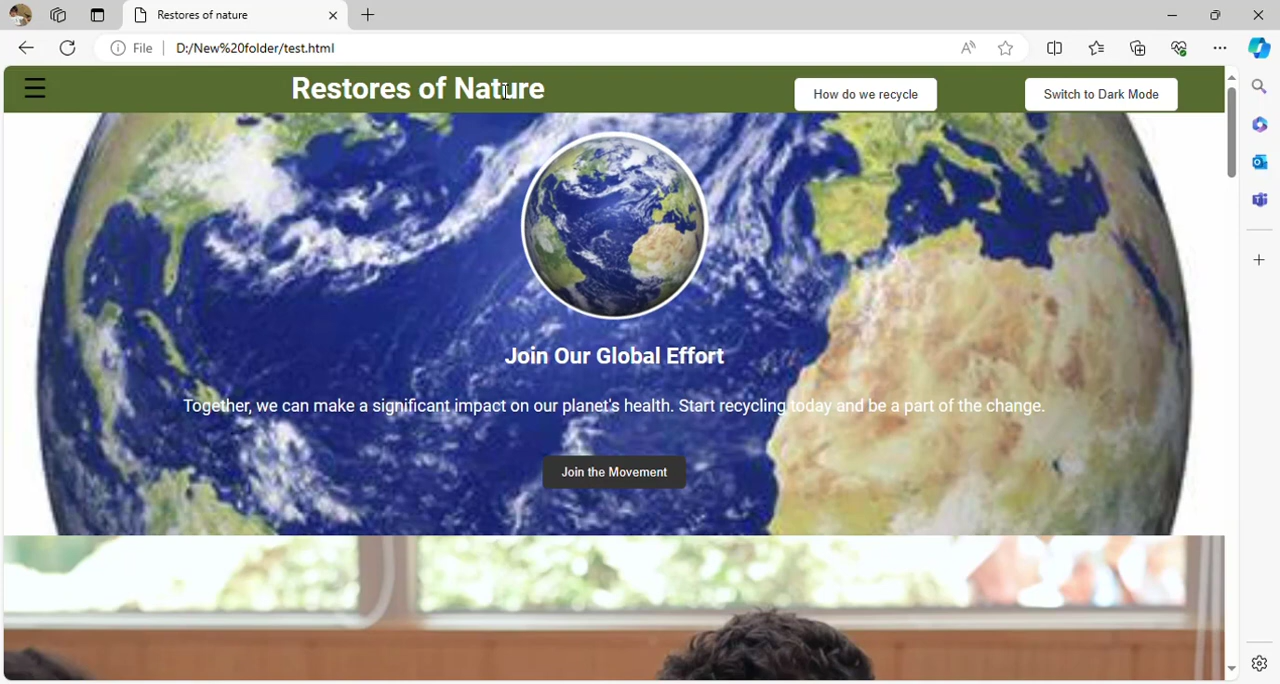 Restores of nature
File
D:/New%20folder/test.html
Restores of Nature
How do we recycle
Switch to Dark Mode
Join Our Global Effort
Together, we can make a significant impact on our planet's health. Start recycling today and be a part of the change.
Join the Movement